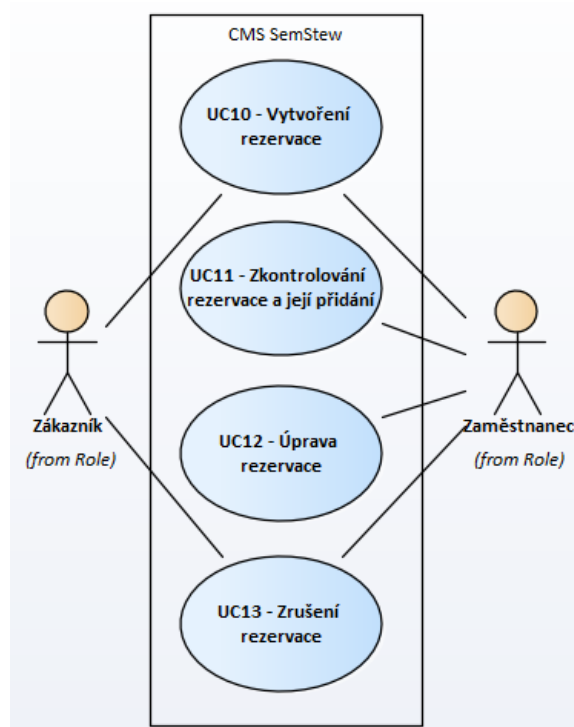 CMS SemStew
UC10 - Vytvoření
rezervace
UC11 - Zkontrolování
rezervace a její přidání
Zákazník
(from Role)
Zaměstnanec
(from Role)
UC12 - Úprava
rezervace
UC13 - Zrušení
rezervace